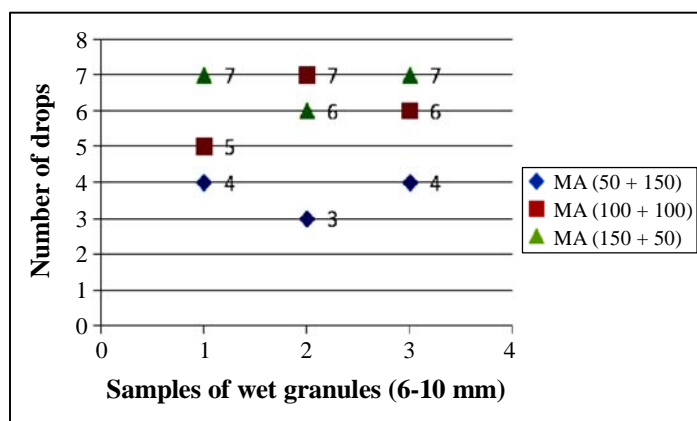 Number of drops
8
7
6
5
4
3
2
1
0
7 7 7
6 6
5
4 4
3
0 1 2 3 4
Samples of wet granules (6-10 mm)
MA (50 + 150)
MA (100 + 100)
MA (150 + 50)